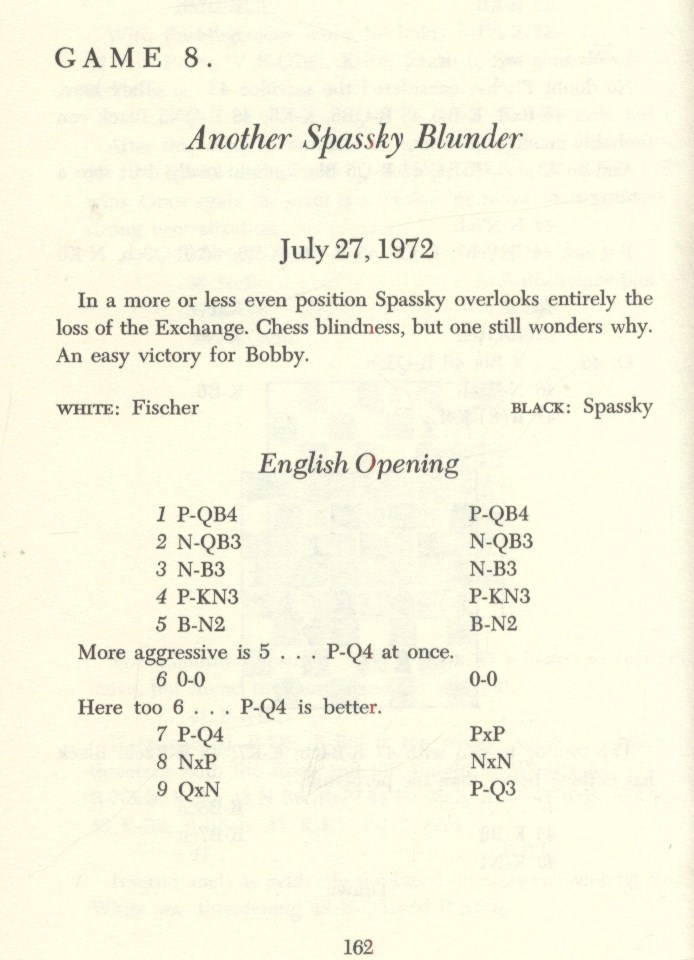 GAME 8.
Another Spassky Blunder
July 27, 1972
In a more or less even position Spassky overlooks entirely the
loss of the Exchange. Chess blindness, but one still wonders why.
An easy victory for Bobby.
WHITE: Fischer BLACK: Spassky
English Opening
1 P-QB4 P-QB4
2 N-QB3 N-QB3
3 N-B3 N-B3
4 P-KN3 P-KN3
5 B-N2 B-N2
More aggressive is 5 . . . P-Q4 at once.
6 0-0 0-0
Here too 6 . . . P-Q4 is better.
7 P-Q4 PxP
8 NxP NxN
9 QxN P-Q3
162